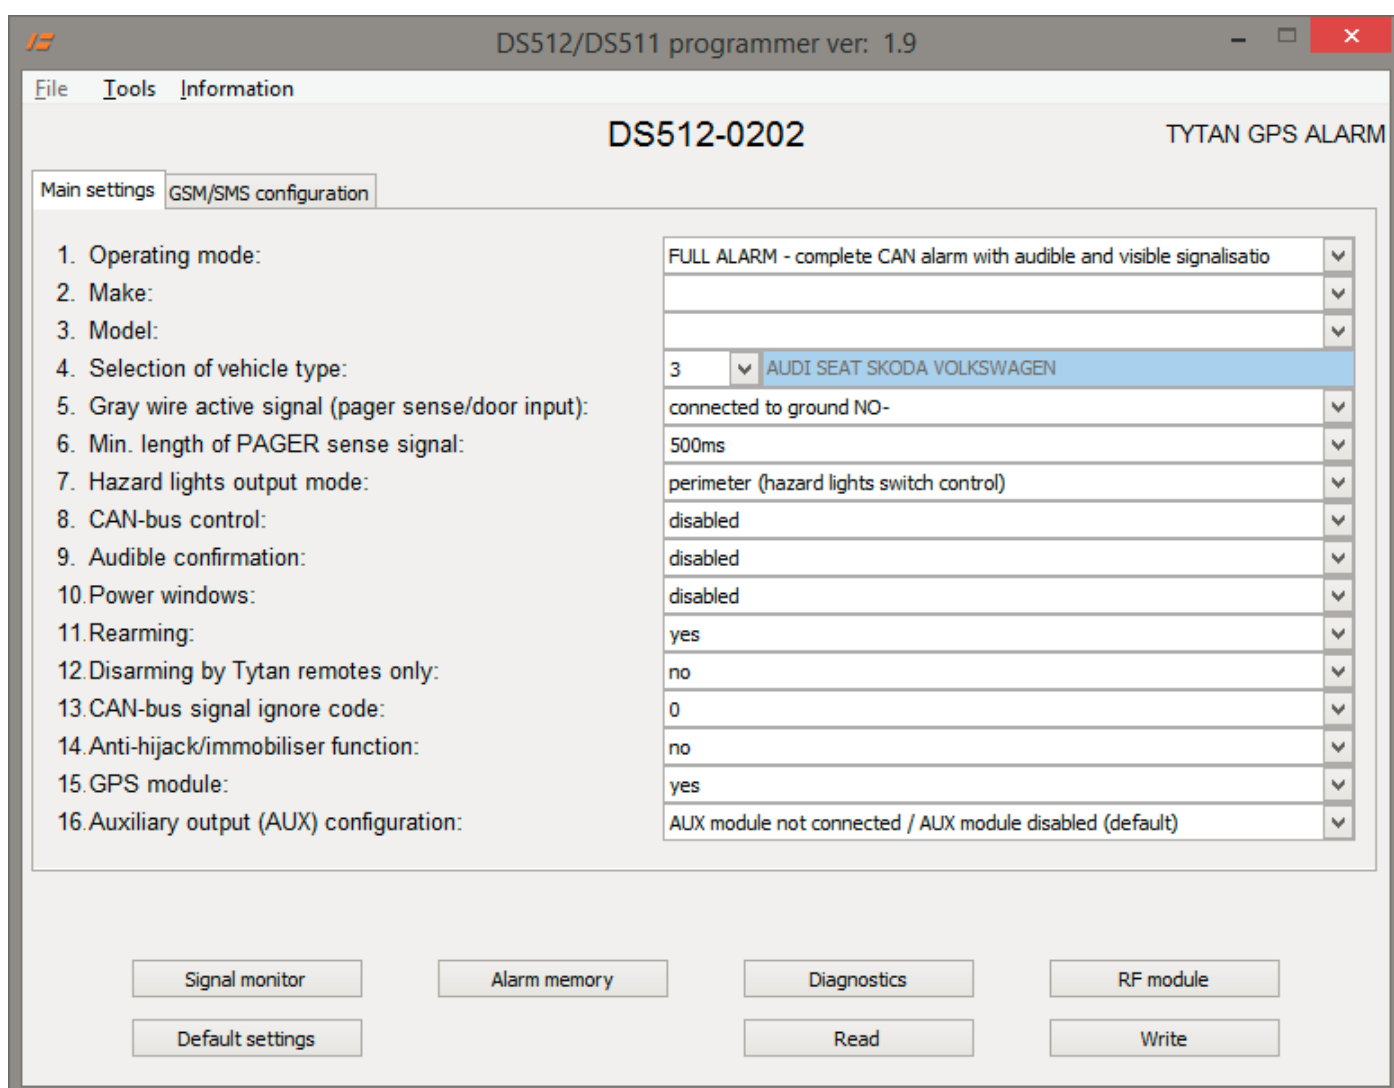 DS512/DS511 programmer ver: 1.9
File Tools Information
DS512-0202 TYTAN GPS ALARM
Main settings GSM/SMS configuration
1. Operating mode: FULL ALARM - complete CAN alarm with audible and visible signalisatio
2. Make:
3. Model:
4. Selection of vehicle type: 3 AUDI SEAT SKODA VOLKSWAGEN
5. Gray wire active signal (pager sense/door input): connected to ground NO-
6. Min. length of PAGER sense signal: 500ms
7. Hazard lights output mode: perimeter (hazard lights switch control)
8. CAN-bus control: disabled
9. Audible confirmation: disabled
10.Power windows: disabled
11.Rearming: yes
12.Disarming by Tytan remotes only: no
13.CAN-bus signal ignore code: 0
14.Anti-hijack/immobiliser function: no
15.GPS module: yes
16.Auxiliary output (AUX) configuration: AUX module not connected / AUX module disabled (default)
Signal monitor Alarm memory Diagnostics RF module
Default settings Read Write